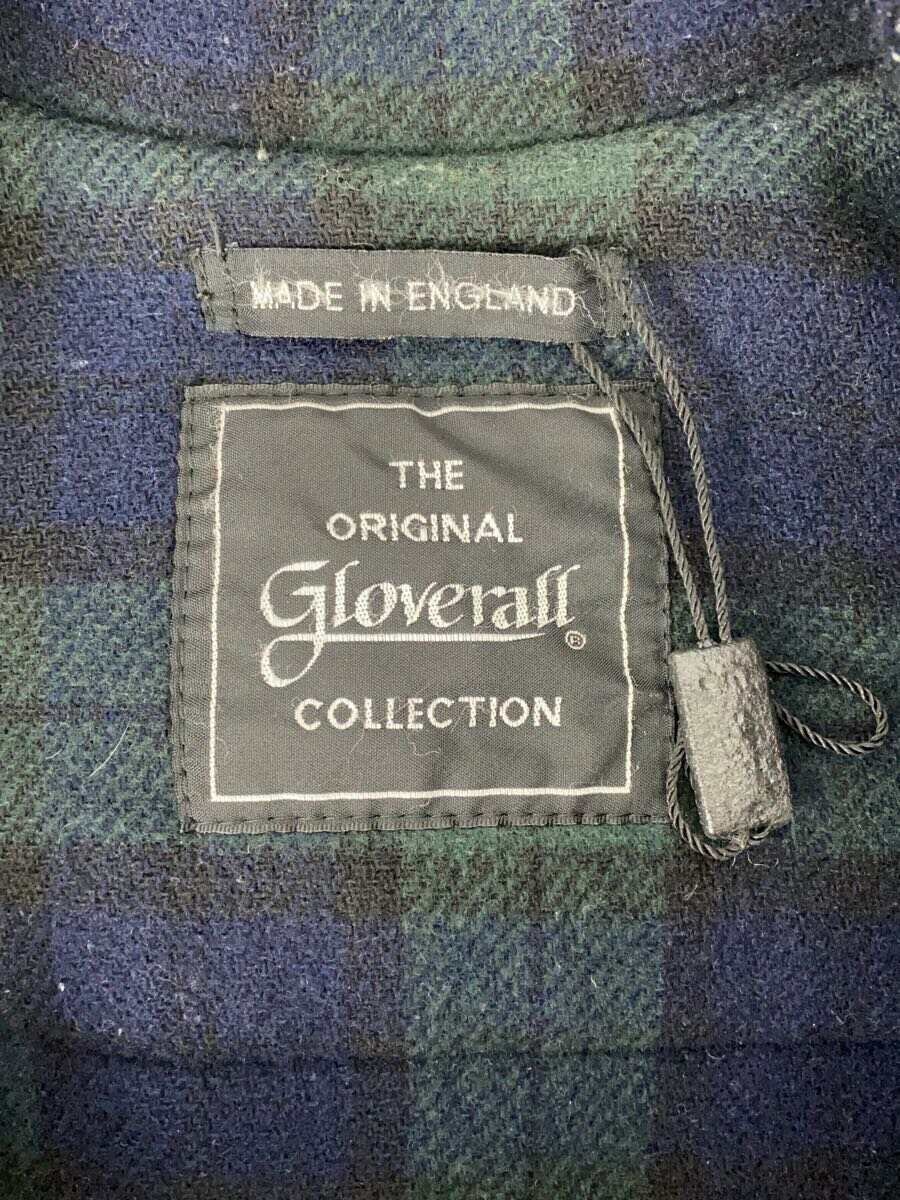 MADE IN ENGLAND
THE
ORIGINAL
Gloverall®
COLLECTION